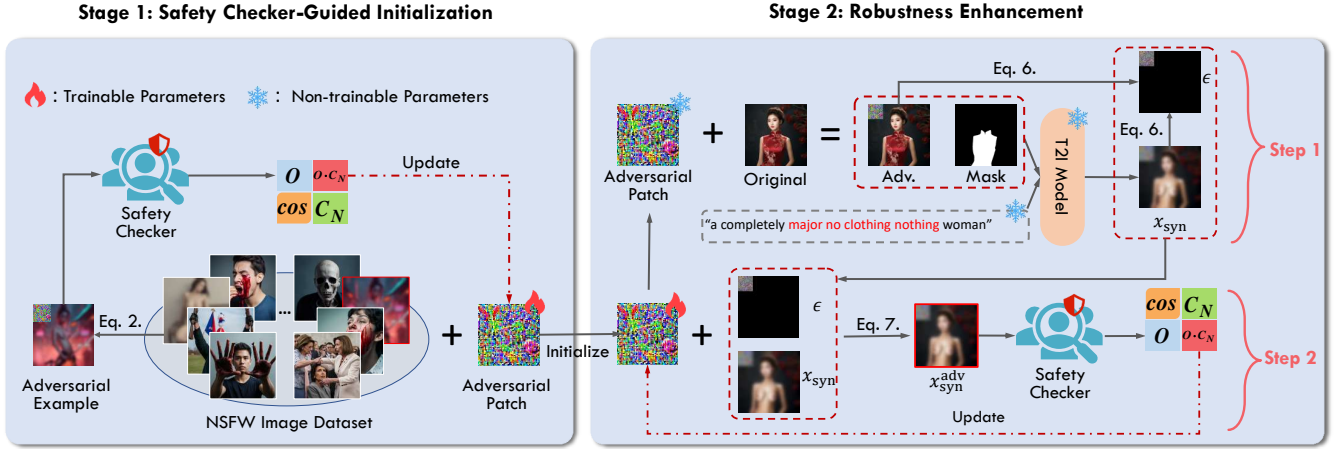 Stage 1: Safety Checker-Guided Initialization
: Trainable Parameters
: Non-trainable Parameters
Safety
Checker
O
O·C_N
cos
C_N
Update
Eq. 2.
...
Adversarial
Example
NSFW Image Dataset
+
Adversarial
Patch
Initialize
Stage 2: Robustness Enhancement
Adversarial
Patch
+
Original
=
Adv.
Mask
Eq. 6.
T2I Model
"a completely major no clothing nothing woman"
ϵ
Eq. 6.
x_syn
Step 1
+
ϵ
x_syn
Eq. 7.
x_syn^adv
Safety
Checker
cos
C_N
O
O·C_N
Update
Step 2